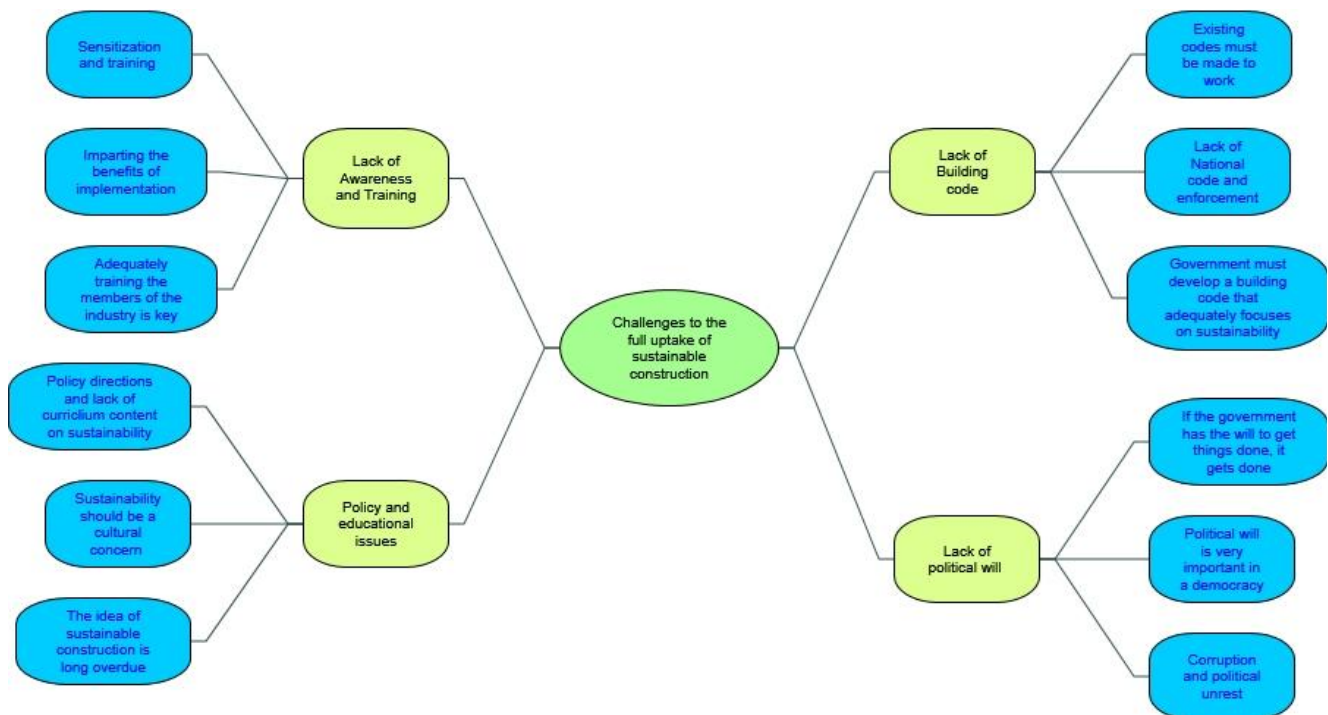 Sensitization
and training
Imparting the
benefits of
implementation
Adequately
training the
members of the
industry is key
Lack of
Awareness
and Training
Policy directions
and lack of
curriclium content
on sustainability
Sustainability
should be a
cultural
concern
The idea of
sustainable
construction is
long overdue
Policy and
educational
issues
Challenges to the
full uptake of
sustainable
construction
Lack of
Building
code
Existing
codes must
be made to
work
Lack of
National
code and
enforcement
Government must
develop a building
code that
adequately focuses
on sustainability
Lack of
political will
If the government
has the will to get
things done, it
gets done
Political will
is very
important in
a democracy
Corruption
and political
unrest